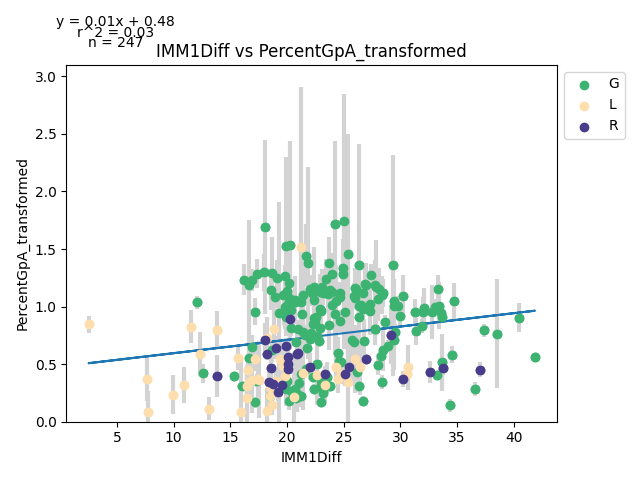 y = 0.01x + 0.48
r^2 = 0.03
n = 247
IMM1Diff vs PercentGpA_transformed
3.0
2.5
2.0
1.5
1.0
0.5
0.0
PercentGpA_transformed
5 10 15 20 25 30 35 40
IMM1Diff
G
L
R